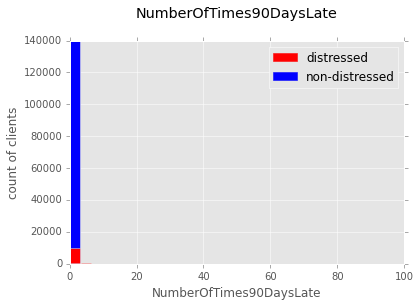 NumberOfTimes90DaysLate
140000
120000
100000
80000
60000
40000
20000
0
count of clients
distressed
non-distressed
0 20 40 60 80 100
NumberOfTimes90DaysLate